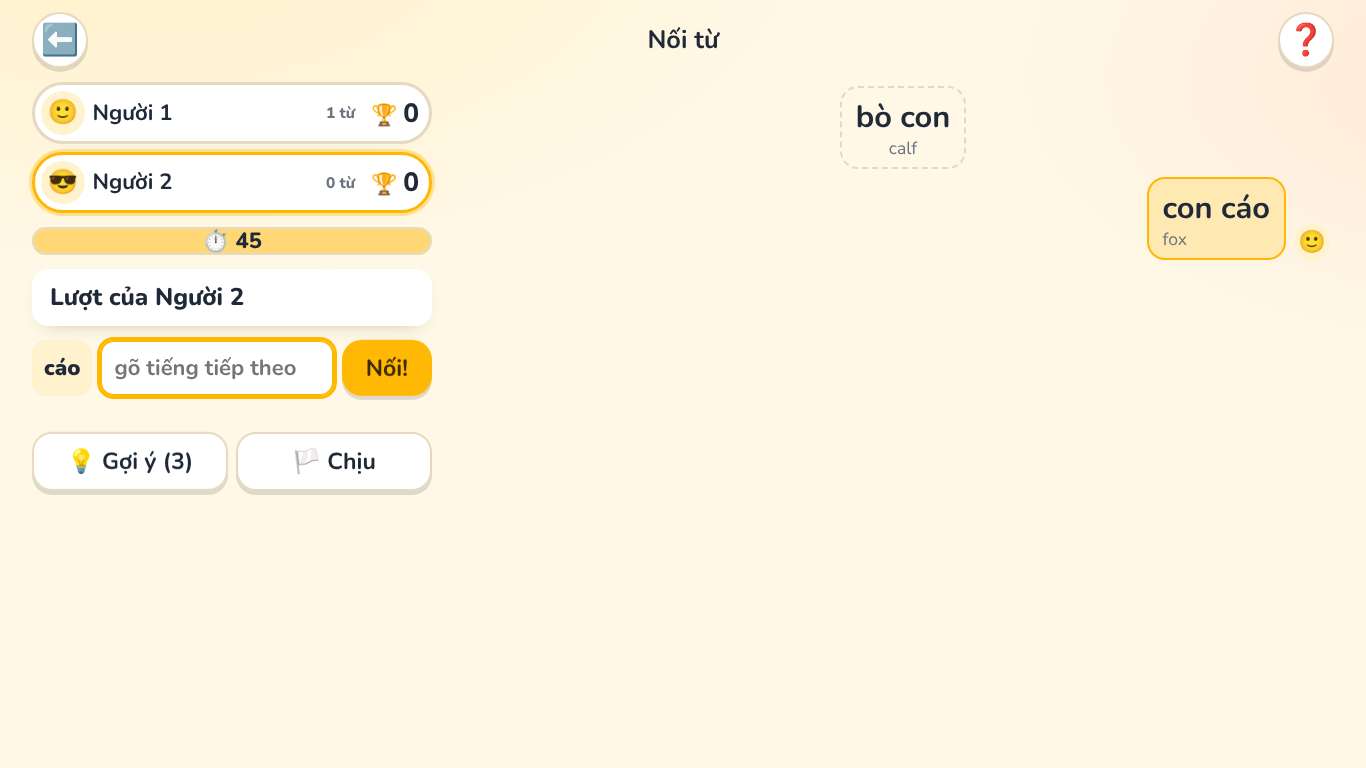 Nối từ
Người 1 1 từ 0
Người 2 0 từ 0
45
Lượt của Người 2
cáo gõ tiếng tiếp theo Nối!
Gợi ý (3) Chịu
bò con
calf
con cáo
fox